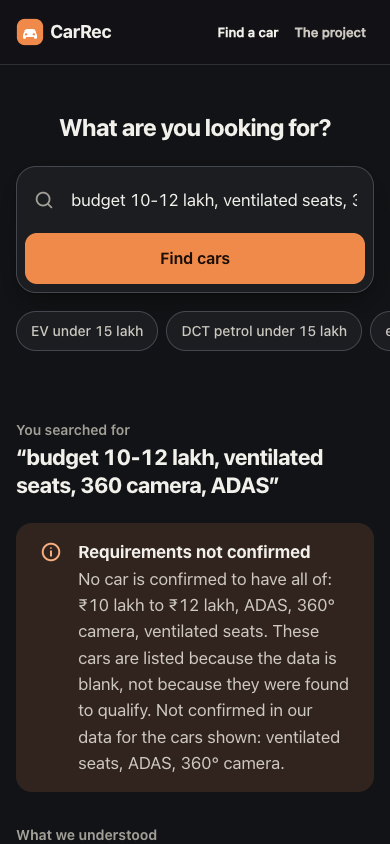 CarRec
Find a car
The project
What are you looking for?
budget 10-12 lakh, ventilated seats, 3
Find cars
EV under 15 lakh
DCT petrol under 15 lakh
You searched for
“budget 10-12 lakh, ventilated
seats, 360 camera, ADAS”
Requirements not confirmed
No car is confirmed to have all of:
₹10 lakh to ₹12 lakh, ADAS, 360°
camera, ventilated seats. These
cars are listed because the data is
blank, not because they were found
to qualify. Not confirmed in our
data for the cars shown: ventilated
seats, ADAS, 360° camera.
What we understood